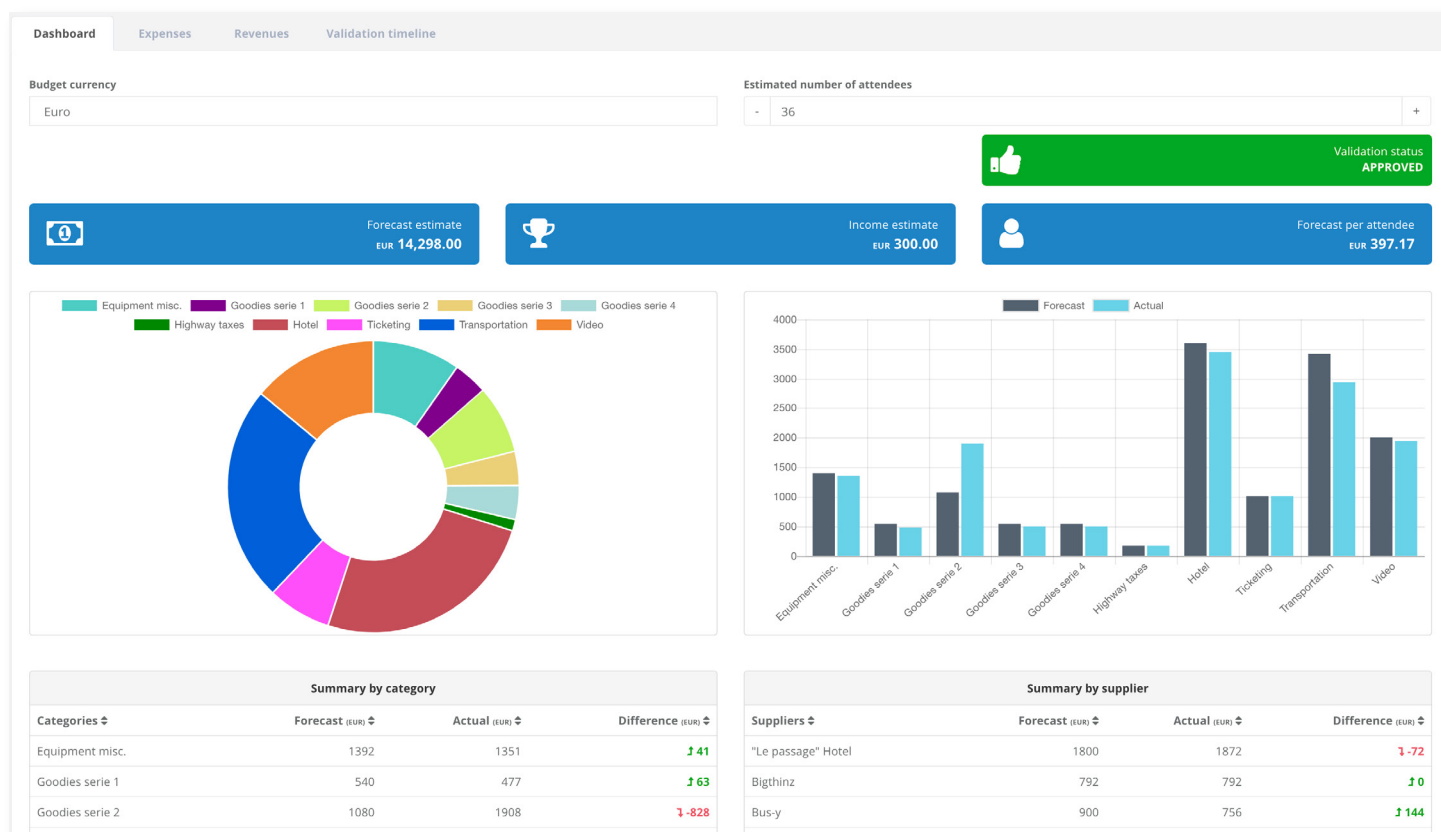 Dashboard Expenses Revenues Validation timeline
Budget currency
Euro
Estimated number of attendees
- 36 +
Validation status
APPROVED
Forecast estimate
EUR 14,298.00
Income estimate
EUR 300.00
Forecast per attendee
EUR 397.17
Equipment misc. Goodies serie 1 Goodies serie 2 Goodies serie 3 Goodies serie 4
Highway taxes Hotel Ticketing Transportation Video
Forecast Actual
4000
3500
3000
2500
2000
1500
1000
500
0
Equipment misc. Goodies serie 1 Goodies serie 2 Goodies serie 3 Goodies serie 4 Highway taxes Hotel Ticketing Transportation Video
Summary by category
Categories Forecast (EUR) Actual (EUR) Difference (EUR)
Equipment misc. 1392 1351 41
Goodies serie 1 540 477 63
Goodies serie 2 1080 1908 -828
Summary by supplier
Suppliers Forecast (EUR) Actual (EUR) Difference (EUR)
"Le passage" Hotel 1800 1872 -72
Bigthinz 792 792 0
Bus-y 900 756 144